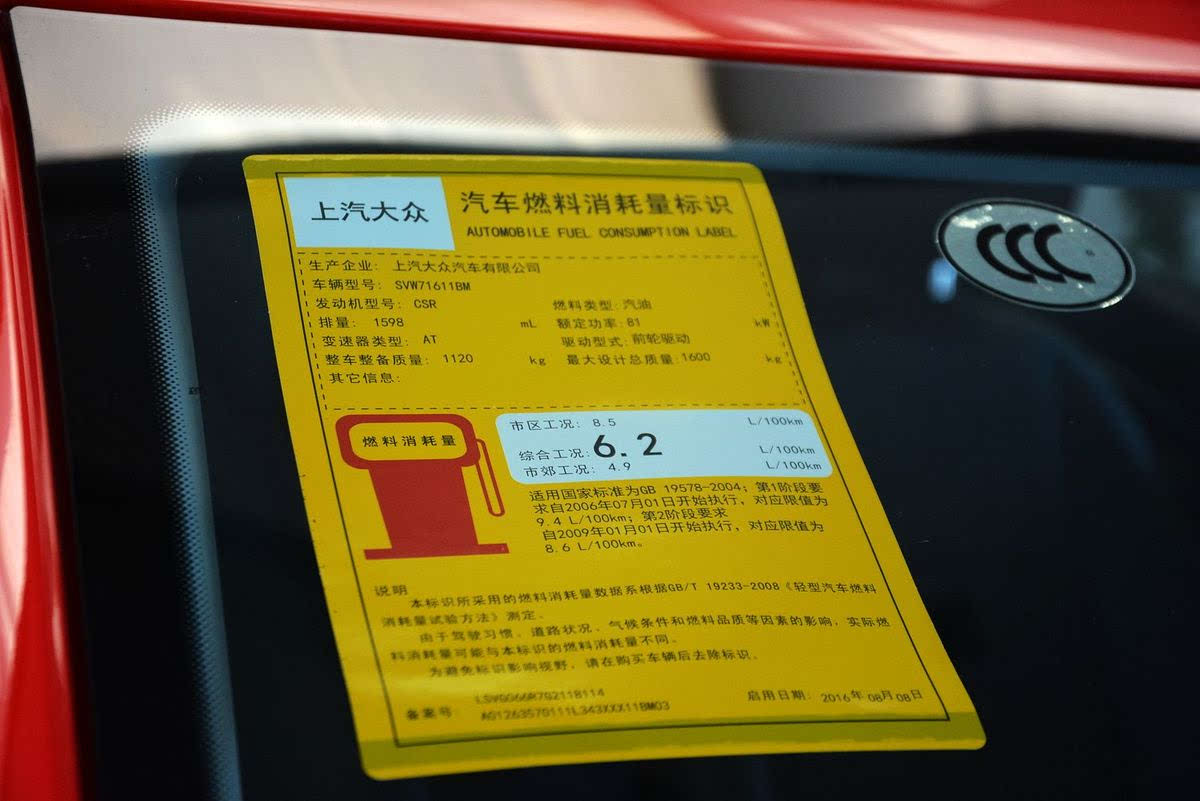 上汽大众
汽车燃料消耗量标识
AUTOMOBILE FUEL CONSUMPTION LABEL
生产企业: 上汽大众汽车有限公司
车辆型号: SVW71611BM
发动机型号: CSR 燃料类型: 汽油
排量: 1598 mL 额定功率: 81 kW
变速器类型: AT 驱动型式: 前轮驱动
整车整备质量: 1120 kg 最大设计总质量: 1600 kg
其它信息:
燃料消耗量
市区工况: 8.5 L/100km
综合工况: 6.2 L/100km
市郊工况: 4.9 L/100km
适用国家标准为GB 19578-2004; 第1阶段要
求自2006年07月01日开始执行, 对应限值为
9.4 L/100km; 第2阶段要求
自2009年01月01日开始执行, 对应限值为
8.6 L/100km。
说明
本标识所采用的燃料消耗量数据系根据GB/T 19233-2008《轻型汽车燃料
消耗量试验方法》测定。
由于驾驶习惯、道路状况、气候条件和燃料品质等因素的影响, 实际燃
料消耗量可能与本标识的燃料消耗量不同。
为避免标识影响视野, 请在购买车辆后去除标识。
LSVGG66R7G2118114
备案号: AG1263570111L343XXX11BM03 启用日期: 2016年 08月 08日
CCC